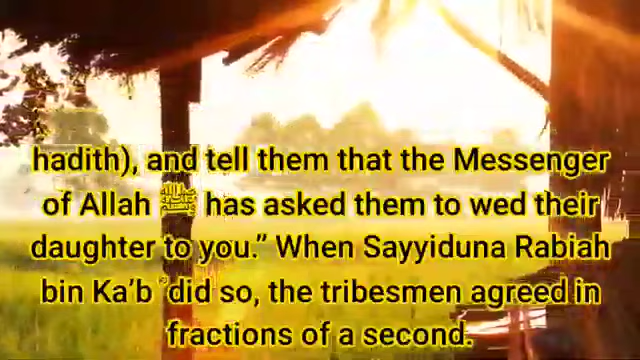 hadith), and tell them that the Messenger
of Allah ﷺ has asked them to wed their
daughter to you.” When Sayyiduna Rabiah
bin Ka’b did so, the tribesmen agreed in
fractions of a second.